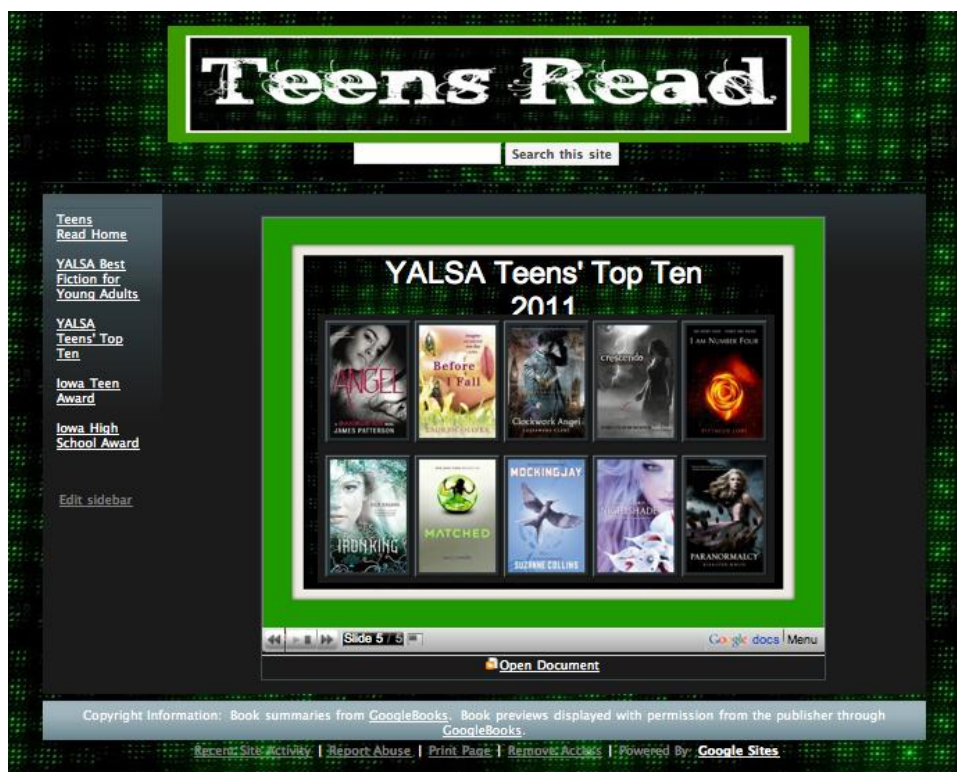 Teens Read
Search this site
Teens
Read Home
YALSA Best
Fiction for
Young Adults
YALSA
Teens' Top
Ten
Iowa Teen
Award
Iowa High
School Award
Edit sidebar
YALSA Teens' Top Ten
2011
ANGEL
JAMES PATTERSON
Before
I Fall
Clockwork Angel
crescendo
I AM NUMBER FOUR
IRON KING
MATCHED
MOCKINGJAY
SUZANNE COLLINS
NIGHTSHADE
PARANORMALCY
Slide 5 / 5
Google docs Menu
Open Document
Copyright Information: Book summaries from GoogleBooks. Book previews displayed with permission from the publisher through
GoogleBooks.
Recent Site Activity | Report Abuse | Print Page | Remove Access | Powered By Google Sites